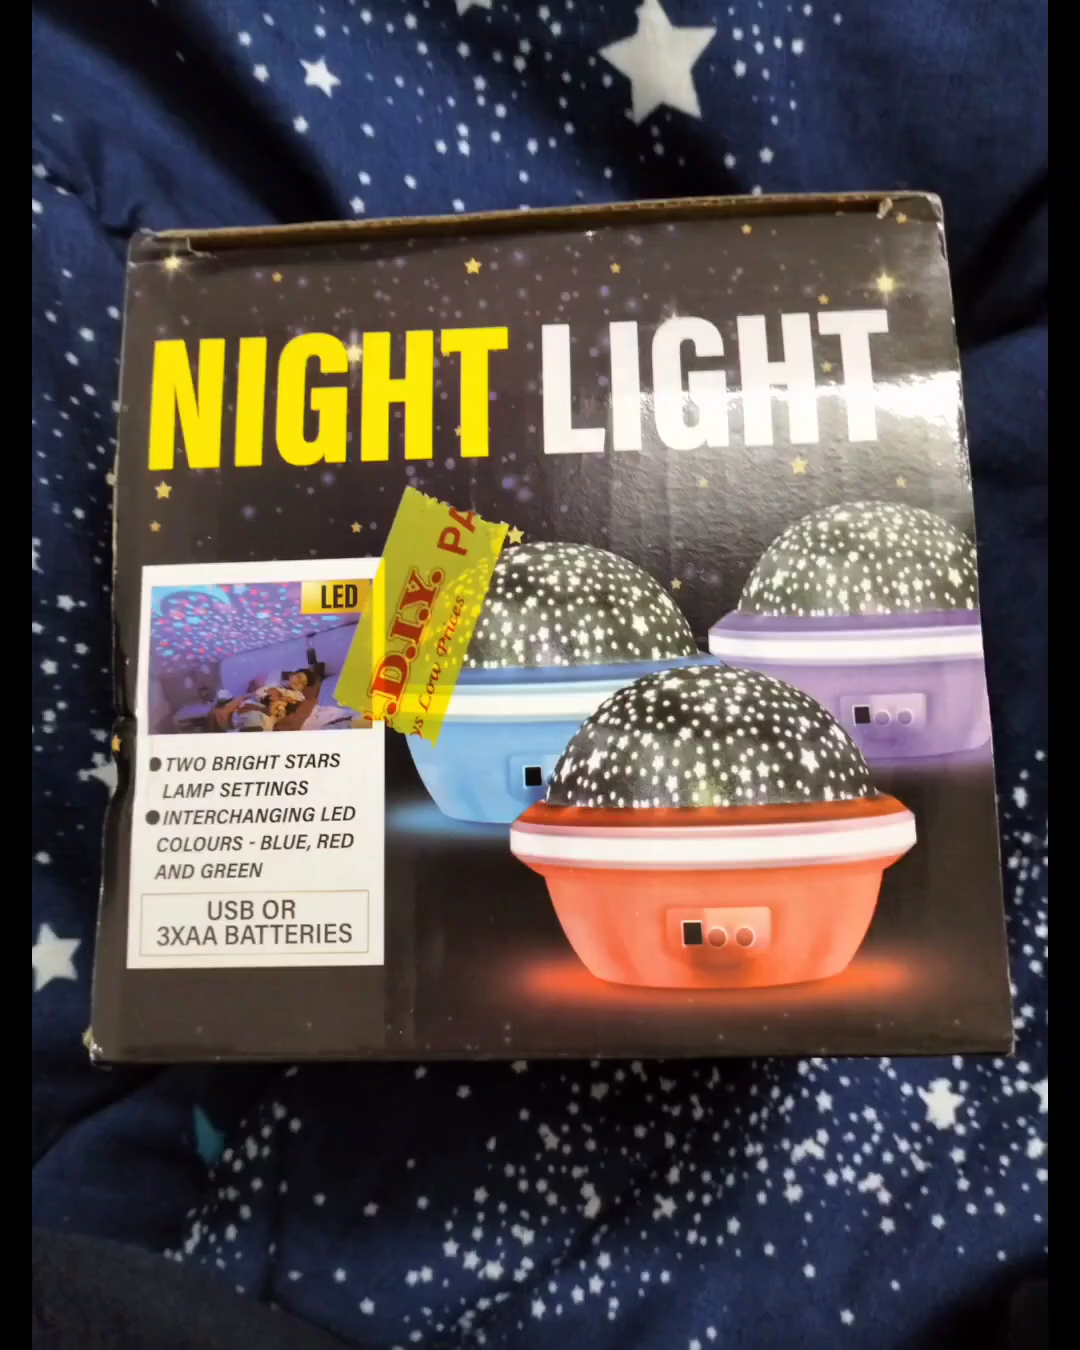 NIGHT LIGHT
LED
.D.I.Y. PA
ys Low Prices
● TWO BRIGHT STARS
LAMP SETTINGS
● INTERCHANGING LED
COLOURS - BLUE, RED
AND GREEN
USB OR
3XAA BATTERIES